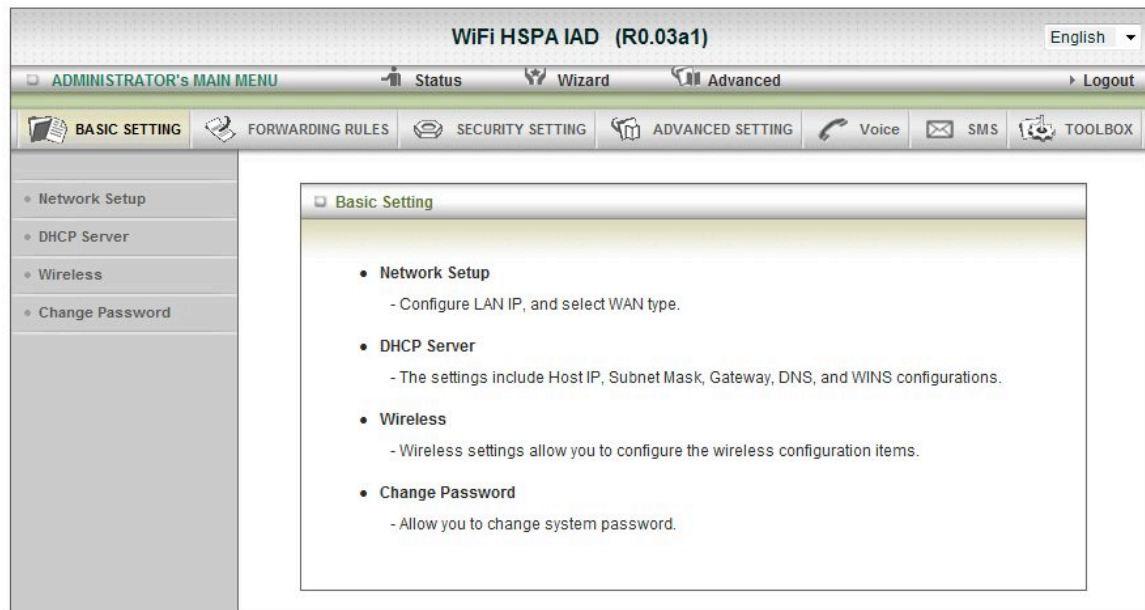 WiFi HSPA IAD (R0.03a1)
English
ADMINISTRATOR's MAIN MENU Status Wizard Advanced Logout
BASIC SETTING FORWARDING RULES SECURITY SETTING ADVANCED SETTING Voice SMS TOOLBOX
Network Setup
DHCP Server
Wireless
Change Password
Basic Setting
• Network Setup
- Configure LAN IP, and select WAN type.
• DHCP Server
- The settings include Host IP, Subnet Mask, Gateway, DNS, and WINS configurations.
• Wireless
- Wireless settings allow you to configure the wireless configuration items.
• Change Password
- Allow you to change system password.